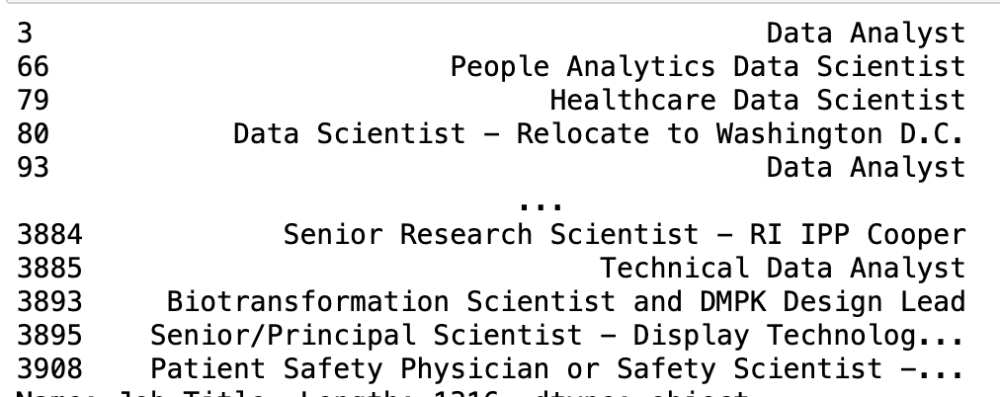 3 Data Analyst
66 People Analytics Data Scientist
79 Healthcare Data Scientist
80 Data Scientist – Relocate to Washington D.C.
93 Data Analyst
...
3884 Senior Research Scientist – RI IPP Cooper
3885 Technical Data Analyst
3893 Biotransformation Scientist and DMPK Design Lead
3895 Senior/Principal Scientist – Display Technolog...
3908 Patient Safety Physician or Safety Scientist –...
Name: Job Title, Length: 1316, dtype: object